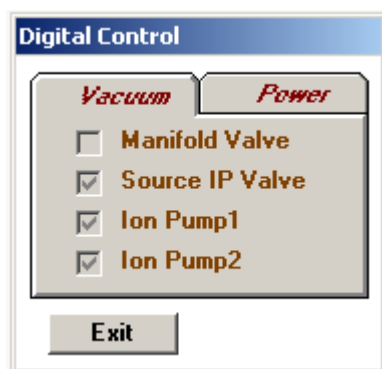 Digital Control
Vacuum Power
Manifold Valve
Source IP Valve
Ion Pump1
Ion Pump2
Exit